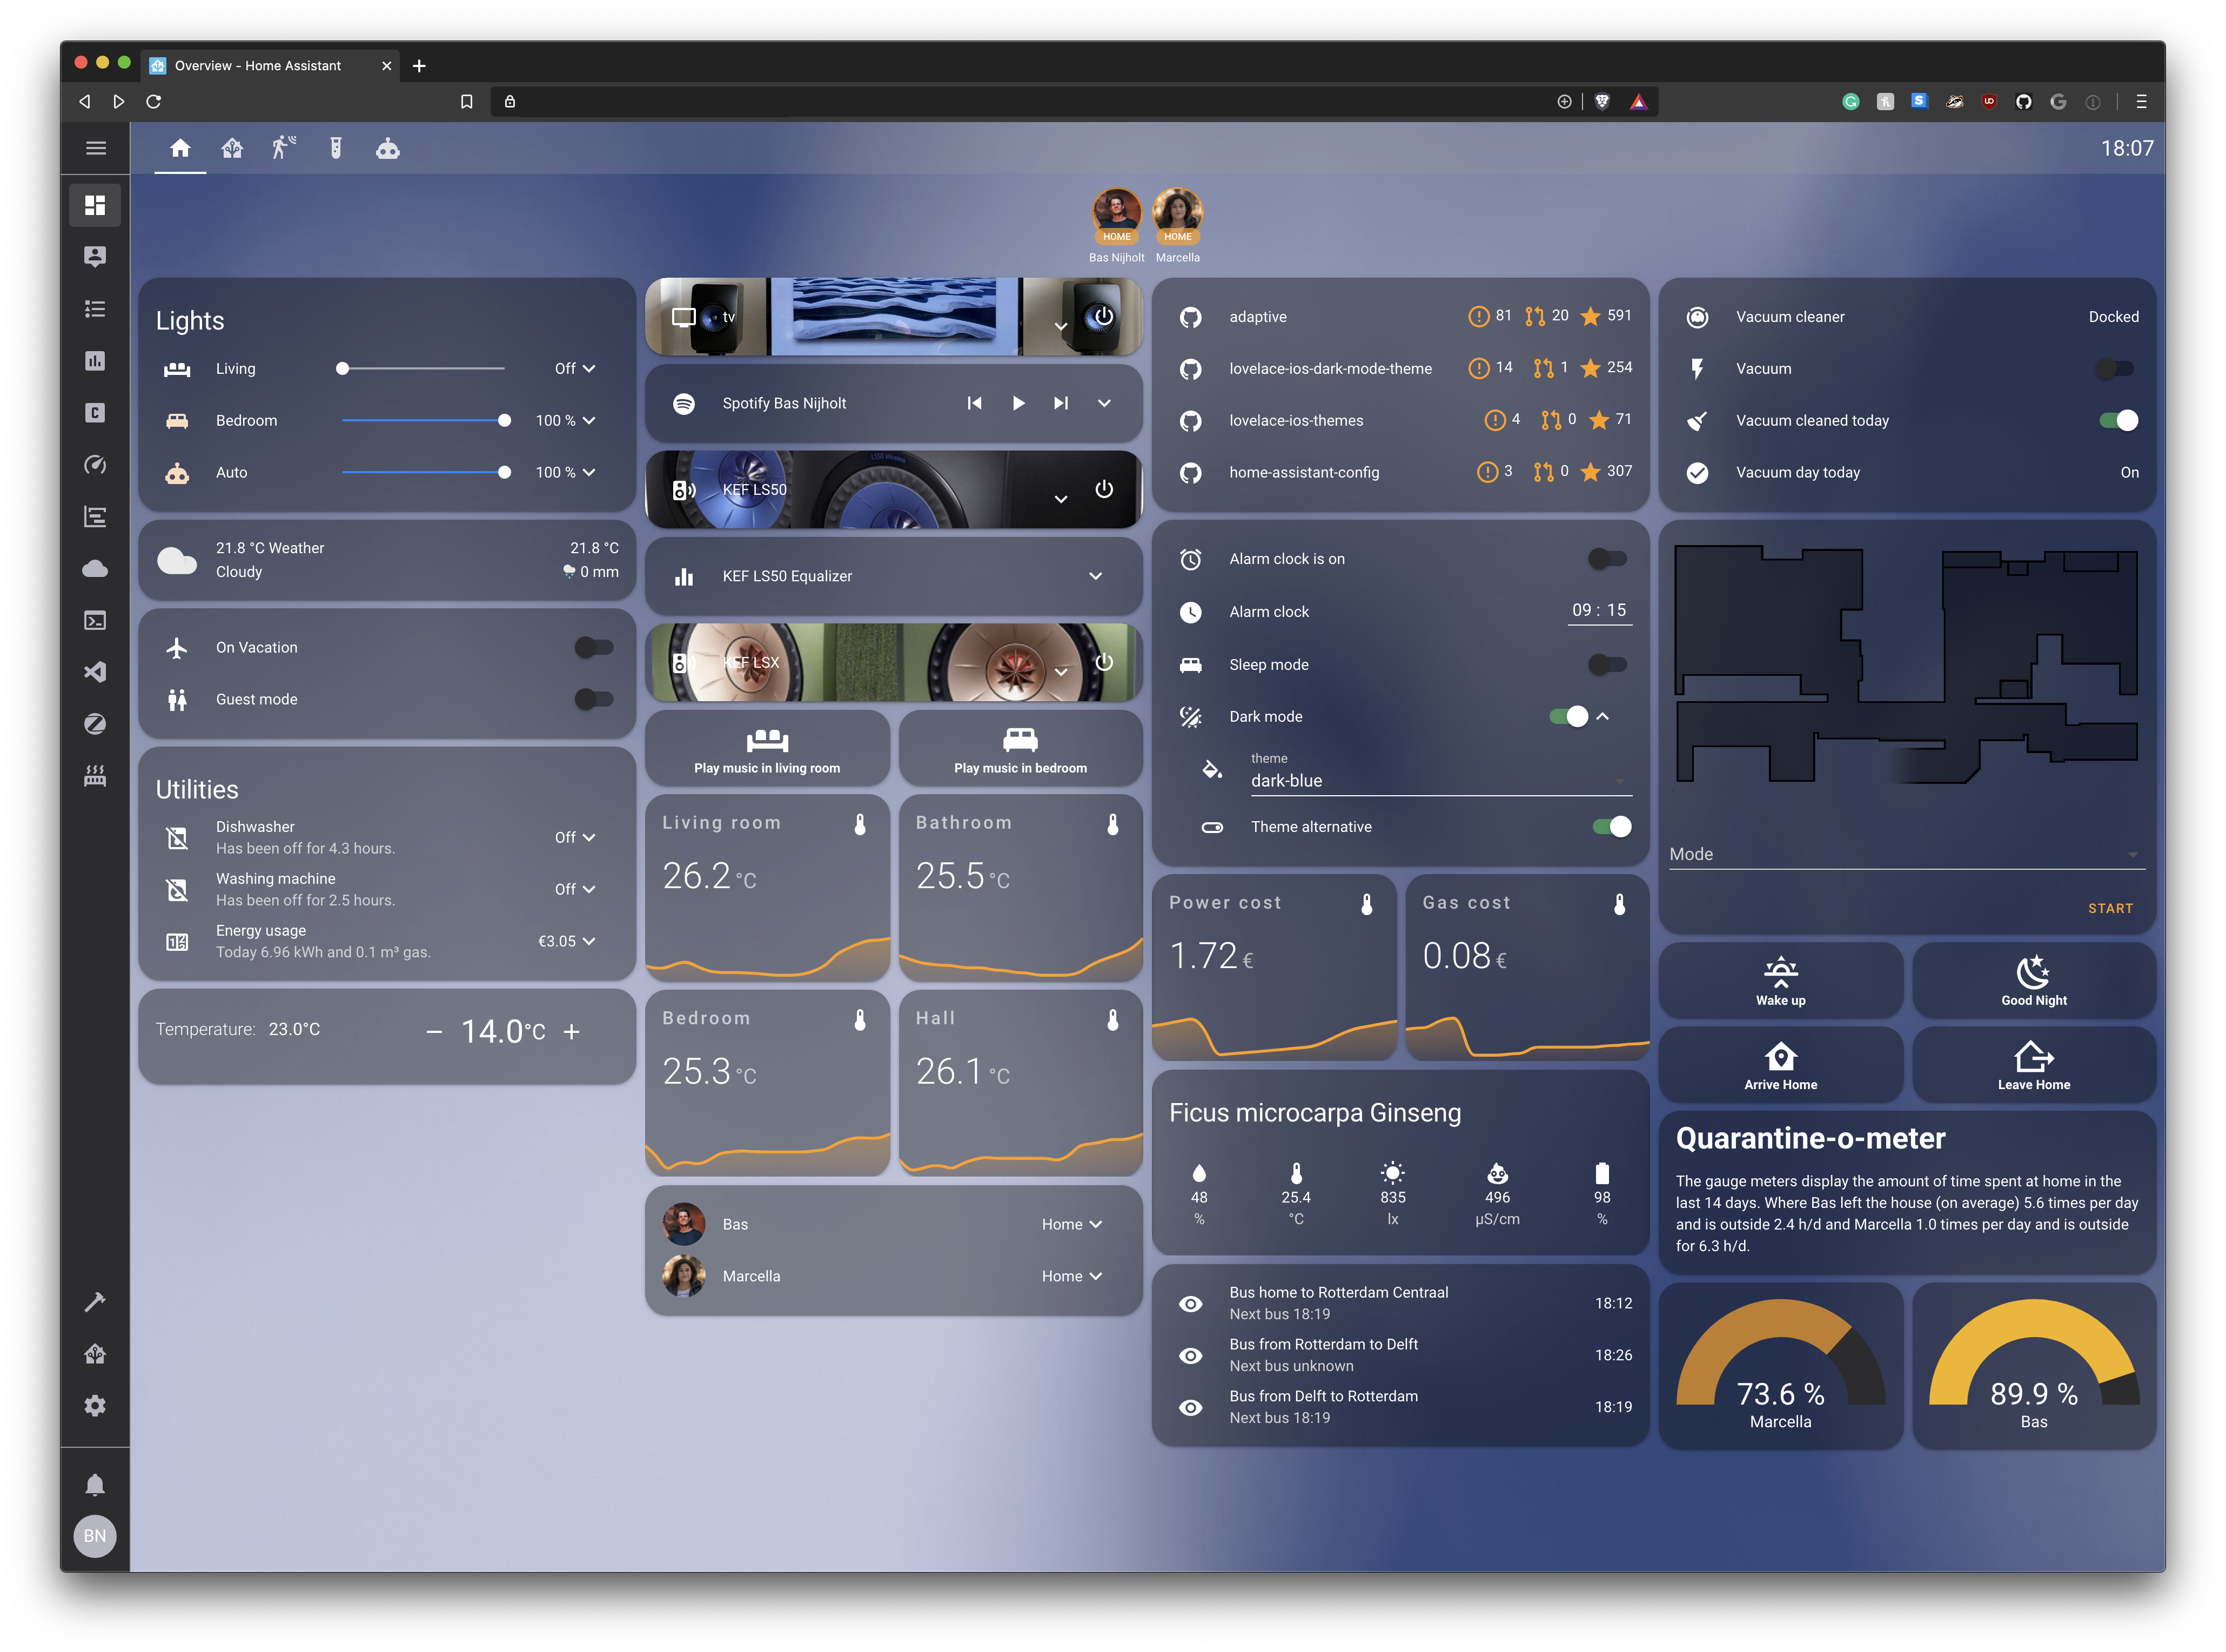 Overview - Home Assistant
18:07
HOME HOME
Bas Nijholt Marcella
Lights
Living Off
Bedroom 100 %
Auto 100 %
21.8 °C Weather 21.8 °C
Cloudy 0 mm
On Vacation
Guest mode
Utilities
Dishwasher
Has been off for 4.3 hours.
Off
Washing machine
Has been off for 2.5 hours.
Off
Energy usage
Today 6.96 kWh and 0.1 m³ gas.
€3.05
Temperature: 23.0°C − 14.0°C +
BN
tv
Spotify Bas Nijholt
LS50 Wireless
KEF LS50
KEF LS50 Equalizer
KEF LSX
Play music in living room
Play music in bedroom
Living room
26.2 °C
Bathroom
25.5 °C
Bedroom
25.3 °C
Hall
26.1 °C
Bas Home
Marcella Home
adaptive 81 20 591
lovelace-ios-dark-mode-theme 14 1 254
lovelace-ios-themes 4 0 71
home-assistant-config 3 0 307
Alarm clock is on
Alarm clock 09 : 15
Sleep mode
Dark mode
theme
dark-blue
Theme alternative
Power cost
1.72 €
Gas cost
0.08 €
Ficus microcarpa Ginseng
48 25.4 835 496 98
% °C lx µS/cm %
Bus home to Rotterdam Centraal
Next bus 18:19
18:12
Bus from Rotterdam to Delft
Next bus unknown
18:26
Bus from Delft to Rotterdam
Next bus 18:19
18:19
Vacuum cleaner Docked
Vacuum
Vacuum cleaned today
Vacuum day today On
Mode
START
Wake up
Good Night
Arrive Home
Leave Home
Quarantine-o-meter
The gauge meters display the amount of time spent at home in the
last 14 days. Where Bas left the house (on average) 5.6 times per day
and is outside 2.4 h/d and Marcella 1.0 times per day and is outside
for 6.3 h/d.
73.6 %
Marcella
89.9 %
Bas